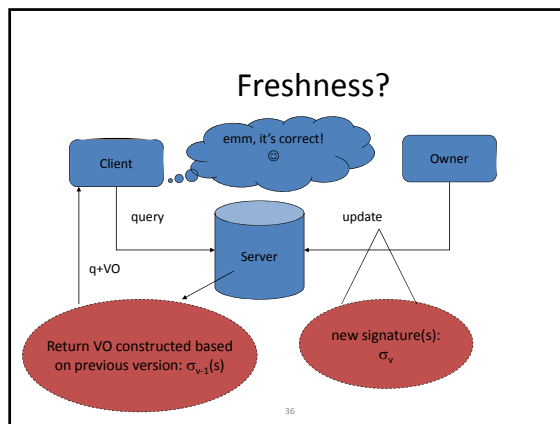 Freshness?
emm, it's correct!
☺
Client
Owner
query
update
Server
q+VO
Return VO constructed based
on previous version: σv-1(s)
new signature(s):
σv
36